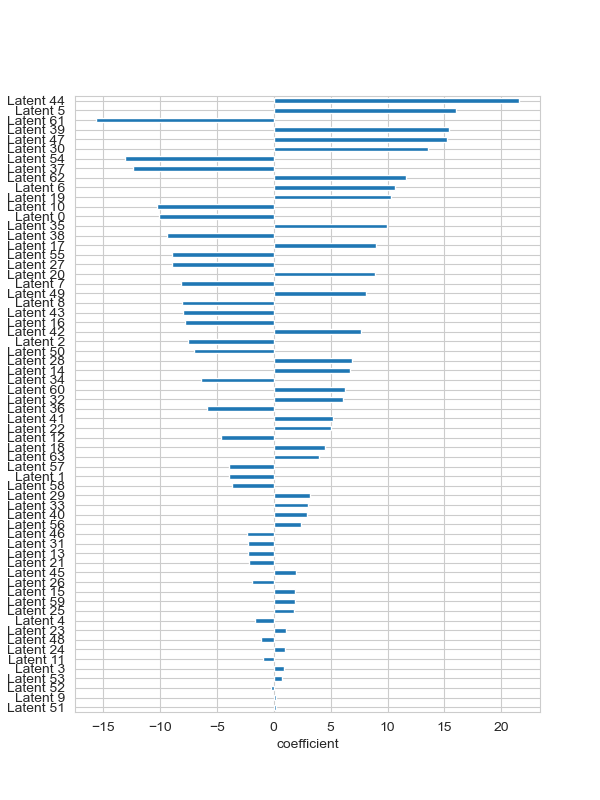 Latent 44
Latent 5
Latent 61
Latent 39
Latent 47
Latent 30
Latent 54
Latent 37
Latent 62
Latent 6
Latent 19
Latent 10
Latent 0
Latent 35
Latent 38
Latent 17
Latent 55
Latent 27
Latent 20
Latent 7
Latent 49
Latent 8
Latent 43
Latent 16
Latent 42
Latent 2
Latent 50
Latent 28
Latent 14
Latent 34
Latent 60
Latent 32
Latent 36
Latent 41
Latent 22
Latent 12
Latent 18
Latent 63
Latent 57
Latent 1
Latent 58
Latent 29
Latent 33
Latent 40
Latent 56
Latent 46
Latent 31
Latent 13
Latent 21
Latent 45
Latent 26
Latent 15
Latent 59
Latent 25
Latent 4
Latent 23
Latent 48
Latent 24
Latent 11
Latent 3
Latent 53
Latent 52
Latent 9
Latent 51
−15 −10 −5 0 5 10 15 20
coefficient